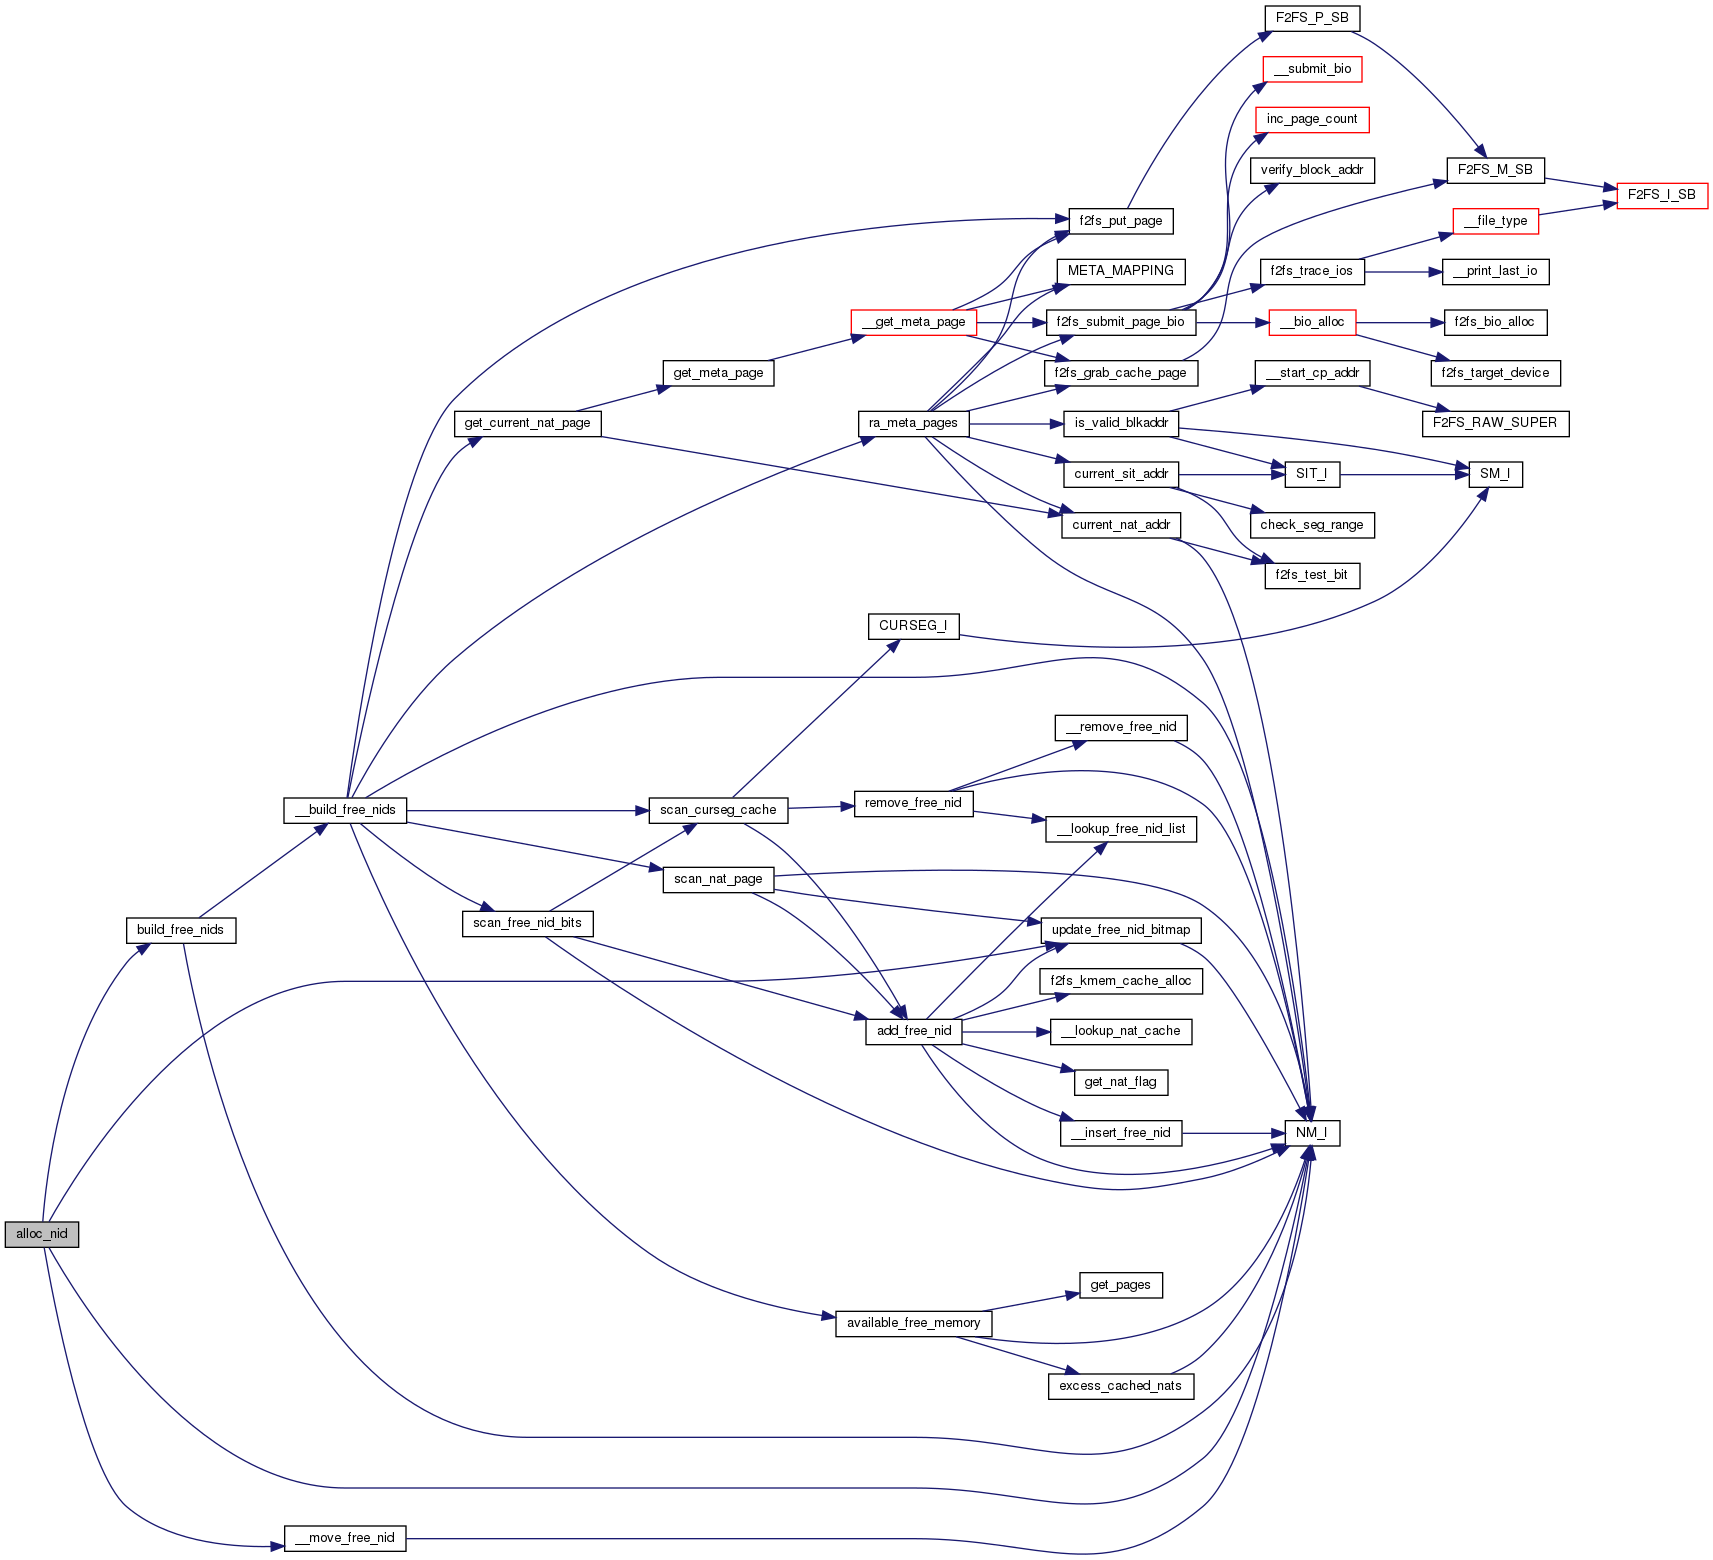 F2FS_P_SB
__submit_bio
inc_page_count
verify_block_addr
F2FS_M_SB
F2FS_I_SB
f2fs_put_page
__file_type
META_MAPPING
f2fs_trace_ios
__print_last_io
__get_meta_page
f2fs_submit_page_bio
__bio_alloc
f2fs_bio_alloc
get_meta_page
f2fs_grab_cache_page
__start_cp_addr
f2fs_target_device
get_current_nat_page
ra_meta_pages
is_valid_blkaddr
F2FS_RAW_SUPER
current_sit_addr
SIT_I
SM_I
current_nat_addr
check_seg_range
f2fs_test_bit
CURSEG_I
__remove_free_nid
__build_free_nids
scan_curseg_cache
remove_free_nid
__lookup_free_nid_list
scan_nat_page
build_free_nids
scan_free_nid_bits
update_free_nid_bitmap
f2fs_kmem_cache_alloc
add_free_nid
__lookup_nat_cache
get_nat_flag
__insert_free_nid
NM_I
alloc_nid
get_pages
available_free_memory
excess_cached_nats
__move_free_nid